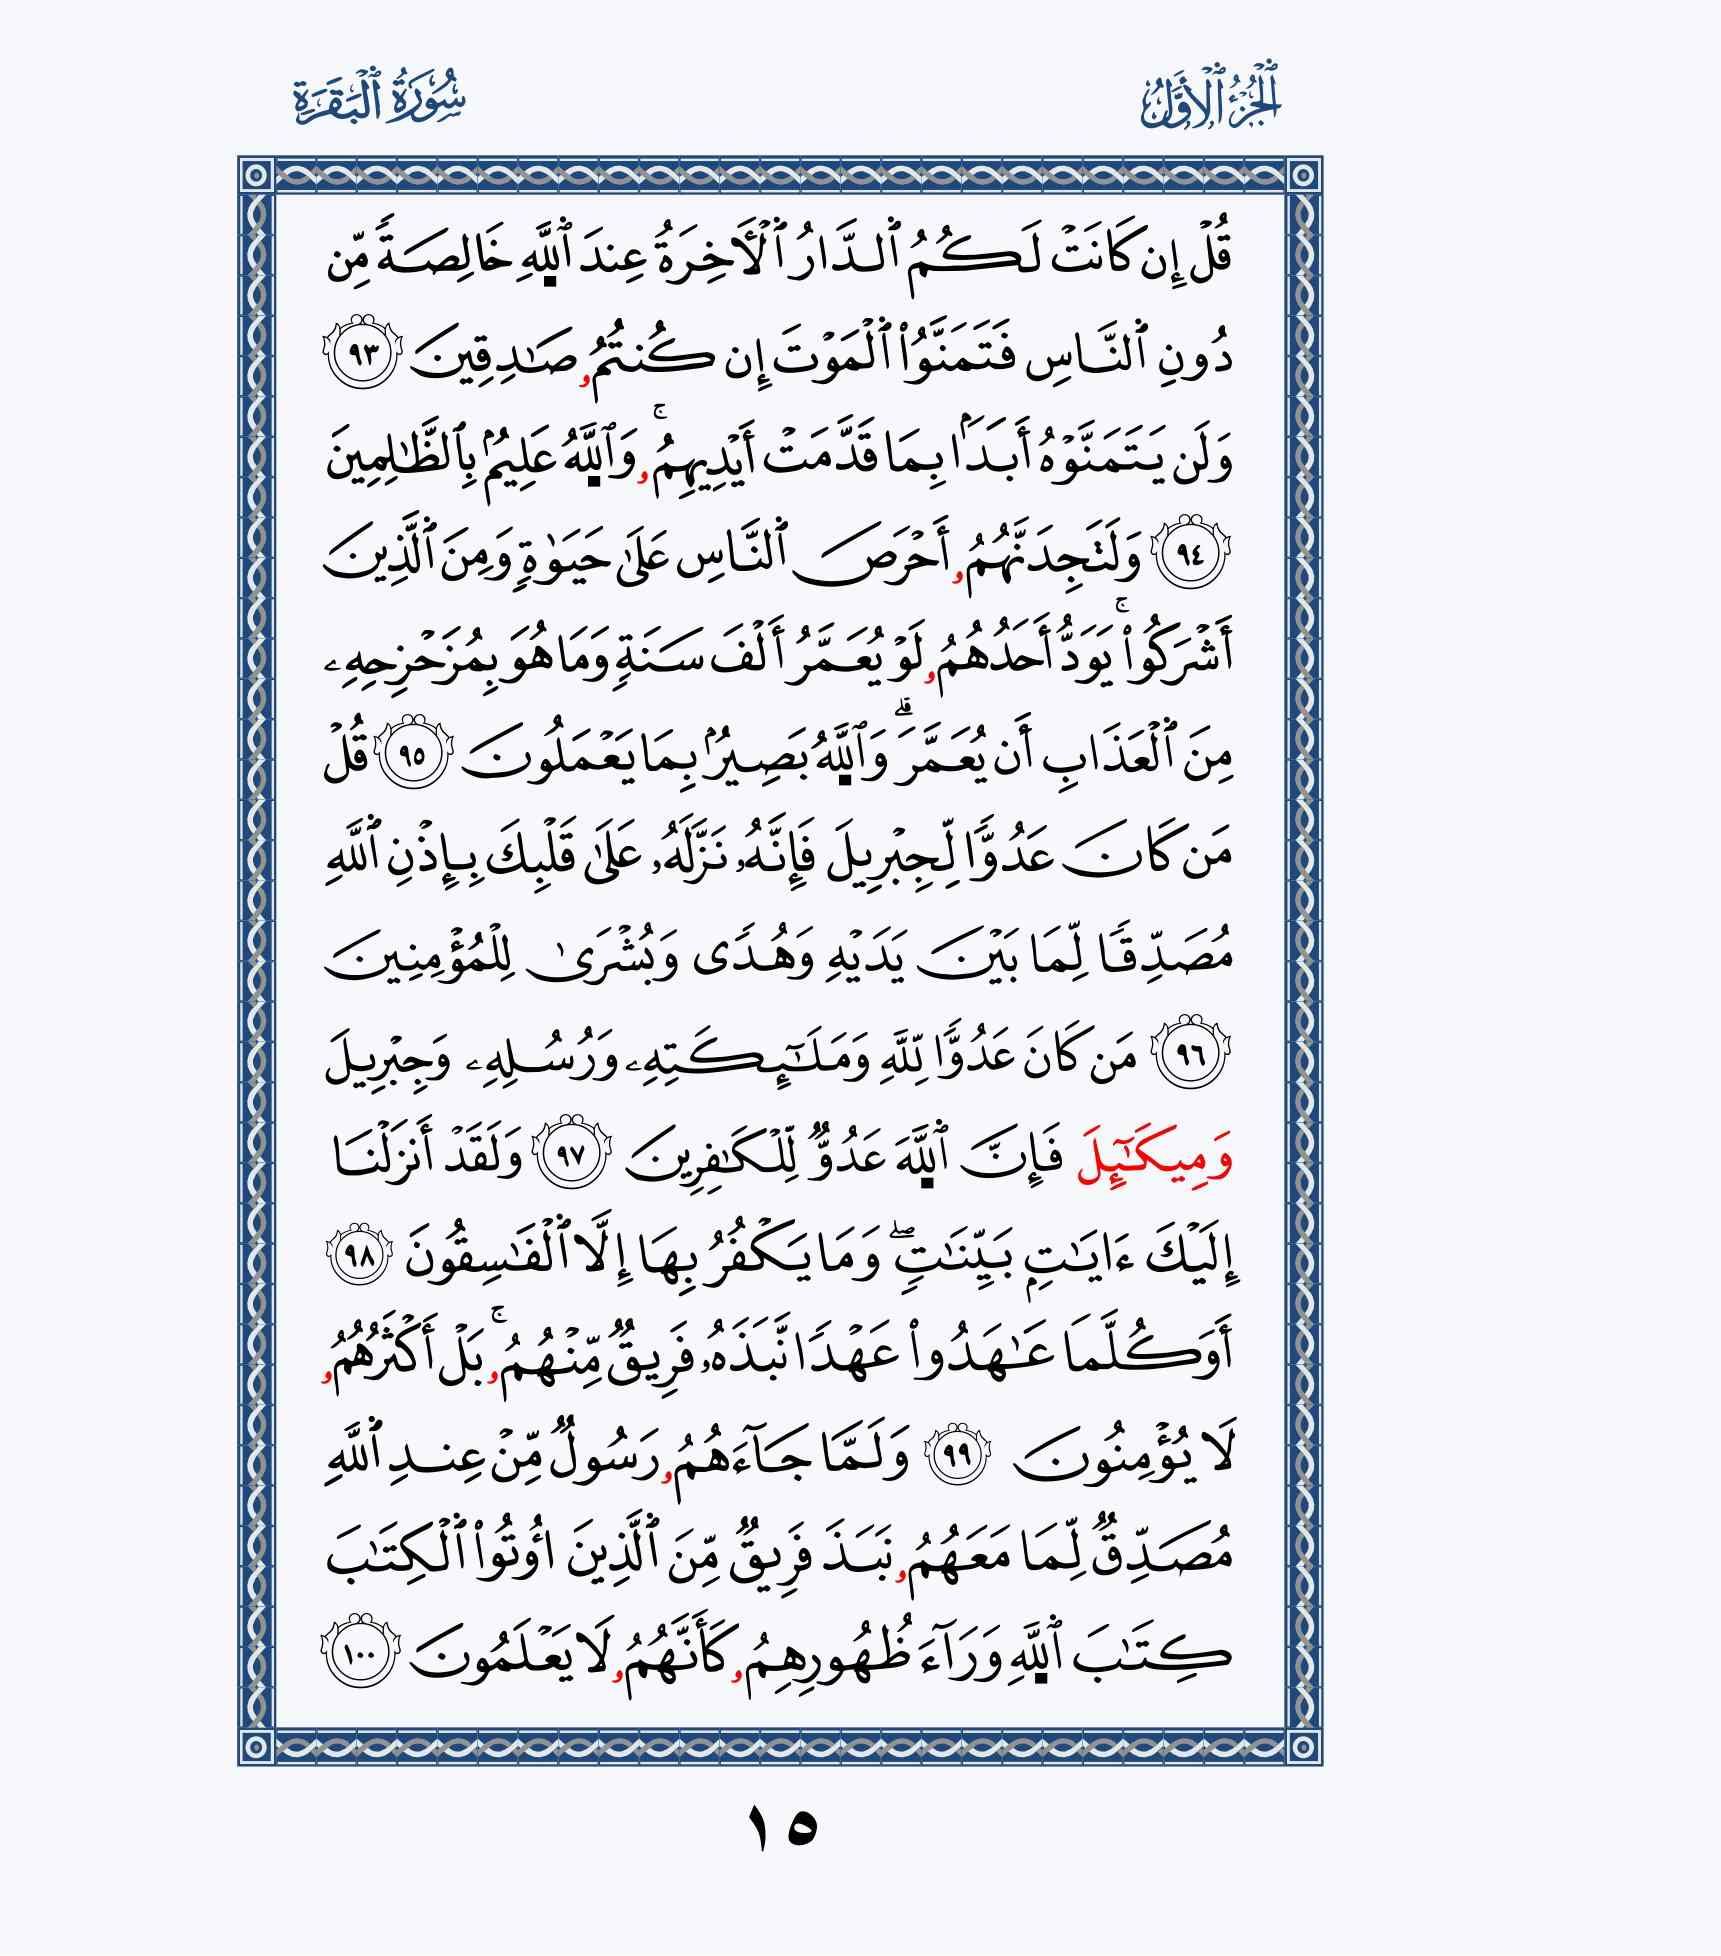 الجُزْءُ ٱلْأَوَّلُ
سُورَةُ ٱلْبَقَرَةِ
قُلْ إِن كَانَتْ لَكُمُ ٱلدَّارُ ٱلْأَخِرَةُ عِندَ ٱللَّهِ خَالِصَةً مِّن
دُونِ ٱلنَّاسِ فَتَمَنَّوُاْ ٱلْمَوْتَ إِن كُنتُمُۥ صَـٰدِقِينَ ٩٣
وَلَن يَتَمَنَّوْهُ أَبَدَۢا بِمَا قَدَّمَتْ أَيْدِيهِمُۥۚ وَٱللَّهُ عَلِيمُۢ بِٱلظَّـٰلِمِينَ
٩٤ وَلَتَجِدَنَّهُمُۥ أَحْرَصَ ٱلنَّاسِ عَلَىٰ حَيَوٰةٍ وَمِنَ ٱلَّذِينَ
أَشْرَكُواْۚ يَوَدُّ أَحَدُهُمُۥ لَوْ يُعَمَّرُ أَلْفَ سَنَةٍ وَمَا هُوَ بِمُزَحْزِحِهِۦ
مِنَ ٱلْعَذَابِ أَن يُعَمَّرَۗ وَٱللَّهُ بَصِيرُۢ بِمَا يَعْمَلُونَ ٩٥ قُلْ
مَن كَانَ عَدُوًّا لِّجِبْرِيلَ فَإِنَّهُۥ نَزَّلَهُۥ عَلَىٰ قَلْبِكَ بِإِذْنِ ٱللَّهِ
مُصَدِّقًا لِّمَا بَيْنَ يَدَيْهِ وَهُدًى وَبُشْرَىٰ لِلْمُؤْمِنِينَ
٩٦ مَن كَانَ عَدُوًّا لِّلَّهِ وَمَلَـٰٓئِكَتِهِۦ وَرُسُلِهِۦ وَجِبْرِيلَ
وَمِيكَـٰٓئِلَ فَإِنَّ ٱللَّهَ عَدُوٌّ لِّلْكَـٰفِرِينَ ٩٧ وَلَقَدْ أَنزَلْنَا
إِلَيْكَ ءَايَـٰتِۭ بَيِّنَـٰتٍۖ وَمَا يَكْفُرُ بِهَا إِلَّا ٱلْفَـٰسِقُونَ ٩٨
أَوَكُلَّمَا عَـٰهَدُواْ عَهْدًا نَّبَذَهُۥ فَرِيقٌ مِّنْهُمُۥۚ بَلْ أَكْثَرُهُمُۥ
لَا يُؤْمِنُونَ ٩٩ وَلَمَّا جَآءَهُمُۥ رَسُولٌ مِّنْ عِندِ ٱللَّهِ
مُصَدِّقٌ لِّمَا مَعَهُمُۥ نَبَذَ فَرِيقٌ مِّنَ ٱلَّذِينَ أُوتُواْ ٱلْكِتَـٰبَ
كِتَـٰبَ ٱللَّهِ وَرَآءَ ظُهُورِهِمُۥ كَأَنَّهُمُۥ لَا يَعْلَمُونَ ١٠٠
١٥